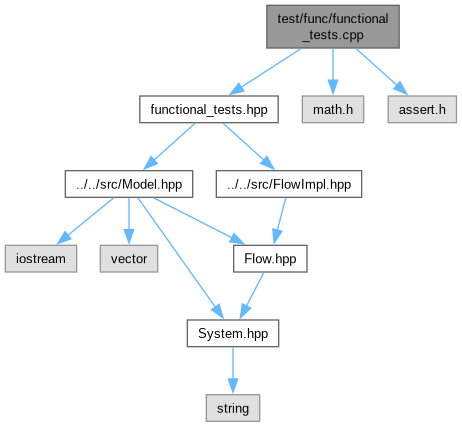 test/func/functional
_tests.cpp
functional_tests.hpp
math.h
assert.h
../../src/Model.hpp
../../src/FlowImpl.hpp
iostream
vector
Flow.hpp
System.hpp
string